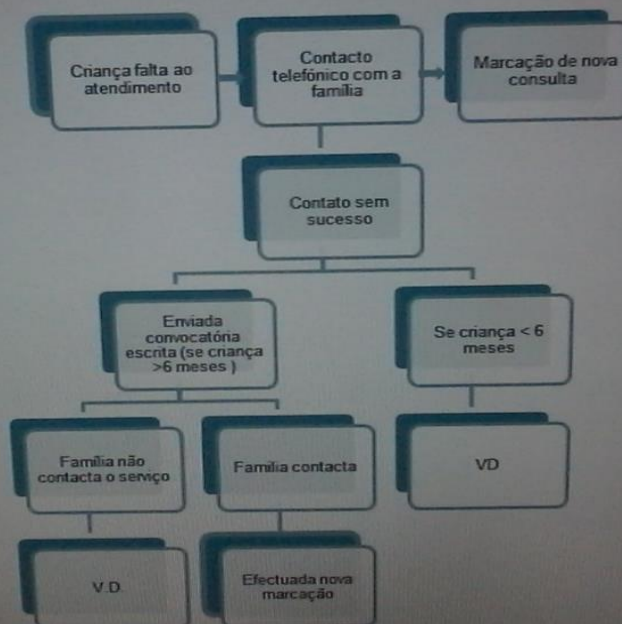 Criança falta ao
atendimento
Contacto
telefónico com a
família
Marcação de nova
consulta
Contato sem
sucesso
Enviada
convocatória
escrita (se criança
>6 meses )
Se criança < 6
meses
Família não
contacta o serviço
Família contacta
VD
V.D.
Efectuada nova
marcação